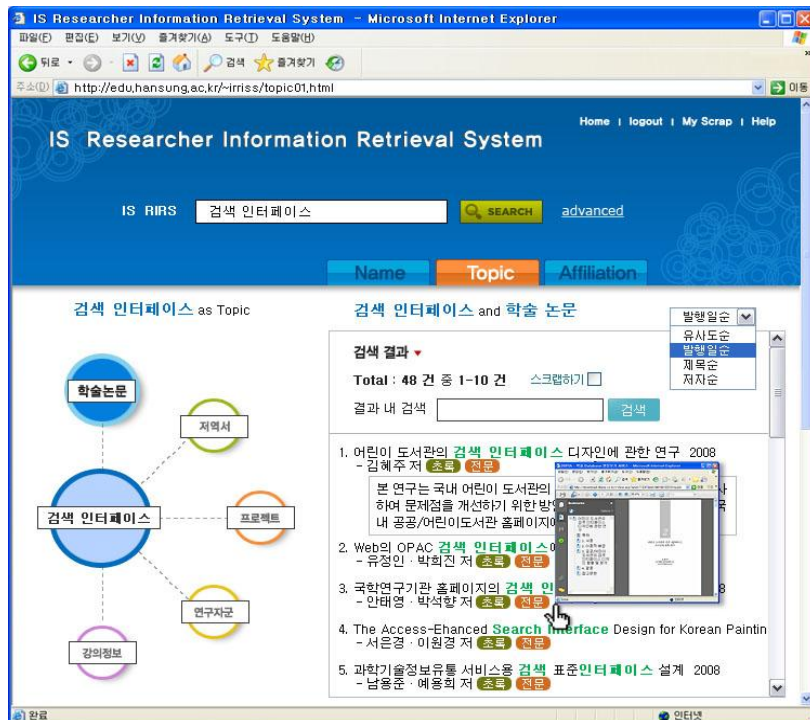 IS Researcher Information Retrieval System - Microsoft Internet Explorer
파일(F) 편집(E) 보기(V) 즐겨찾기(A) 도구(T) 도움말(H)
뒤로 검색 즐겨찾기
주소(D) http://edu,hansung,ac,kr/~irriss/topic01,html 이동
Home | logout | My Scrap | Help
IS Researcher Information Retrieval System
IS RIRS 검색 인터페이스 SEARCH advanced
Name Topic Affiliation
검색 인터페이스 as Topic
검색 인터페이스 and 학술 논문
발행일순
유사도순
발행일순
제목순
저자순
학술논문
저역서
검색 인터페이스
프로젝트
연구자군
강의정보
검색 결과
Total : 48 건 중 1-10 건 스크랩하기
결과 내 검색 검색
1. 어린이 도서관의 검색 인터페이스 디자인에 관한 연구 2008
- 김혜주 저 초록 전문
본 연구는 국내 어린이 도서관의
하여 문제점을 개선하기 위한
내 공공/어린이도서관 홈페이지
2. Web의 OPAC 검색 인터페이스
- 유정인 · 박희진 저 초록 전문
3. 국학연구기관 홈페이지의 검색
- 안태영 · 박석향 저 초록 전문
4. The Access-Ehanced Search Interface Design for Korean Paintin
- 서은경 · 이원경 저 초록 전문
5. 과학기술정보유통 서비스용 검색 표준인터페이스 설계 2008
- 남용준 · 예용희 저 초록 전문
완료 인터넷